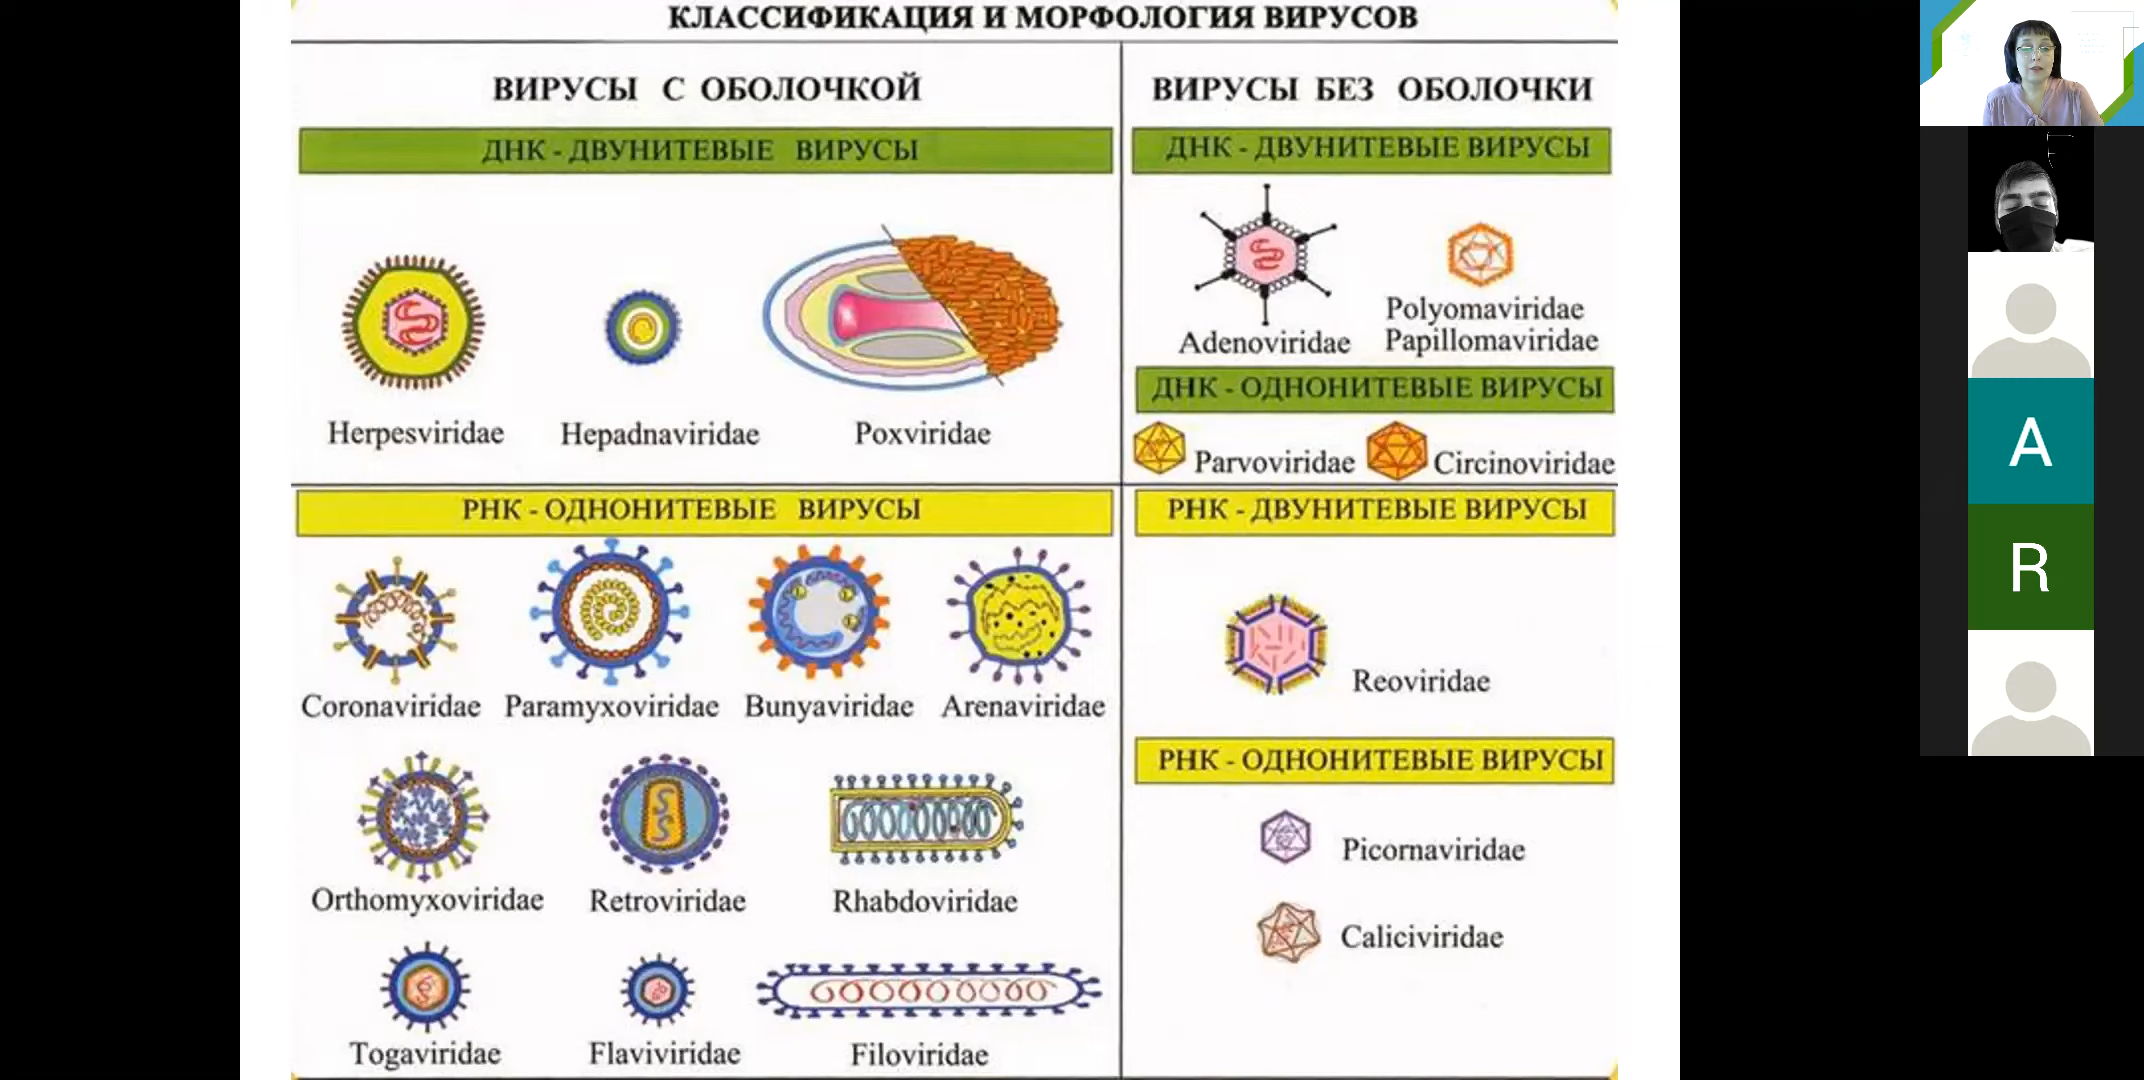 КЛАССИФИКАЦИЯ И МОРФОЛОГИЯ ВИРУСОВ
ВИРУСЫ С ОБОЛОЧКОЙ
ДНК - ДВУНИТЕВЫЕ ВИРУСЫ
Herpesviridae
Hepadnaviridae
Poxviridae
РНК - ОДНОНИТЕВЫЕ ВИРУСЫ
Coronaviridae
Paramyxoviridae
Bunyaviridae
Arenaviridae
Orthomyxoviridae
Retroviridae
Rhabdoviridae
Togaviridae
Flaviviridae
Filoviridae
ВИРУСЫ БЕЗ ОБОЛОЧКИ
ДНК - ДВУНИТЕВЫЕ ВИРУСЫ
Adenoviridae
Polyomaviridae
Papillomaviridae
ДНК - ОДНОНИТЕВЫЕ ВИРУСЫ
Parvoviridae
Circinoviridae
РНК - ДВУНИТЕВЫЕ ВИРУСЫ
Reoviridae
РНК - ОДНОНИТЕВЫЕ ВИРУСЫ
Picornaviridae
Caliciviridae
A
R